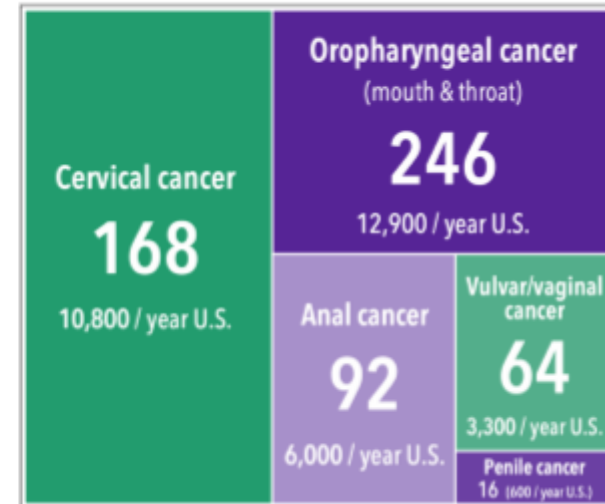 Cervical cancer
168
10,800 / year U.S.
Oropharyngeal cancer
(mouth & throat)
246
12,900 / year U.S.
Anal cancer
92
6,000 / year U.S.
Vulvar/vaginal
cancer
64
3,300 / year U.S.
Penile cancer
16 (600 / year U.S.)